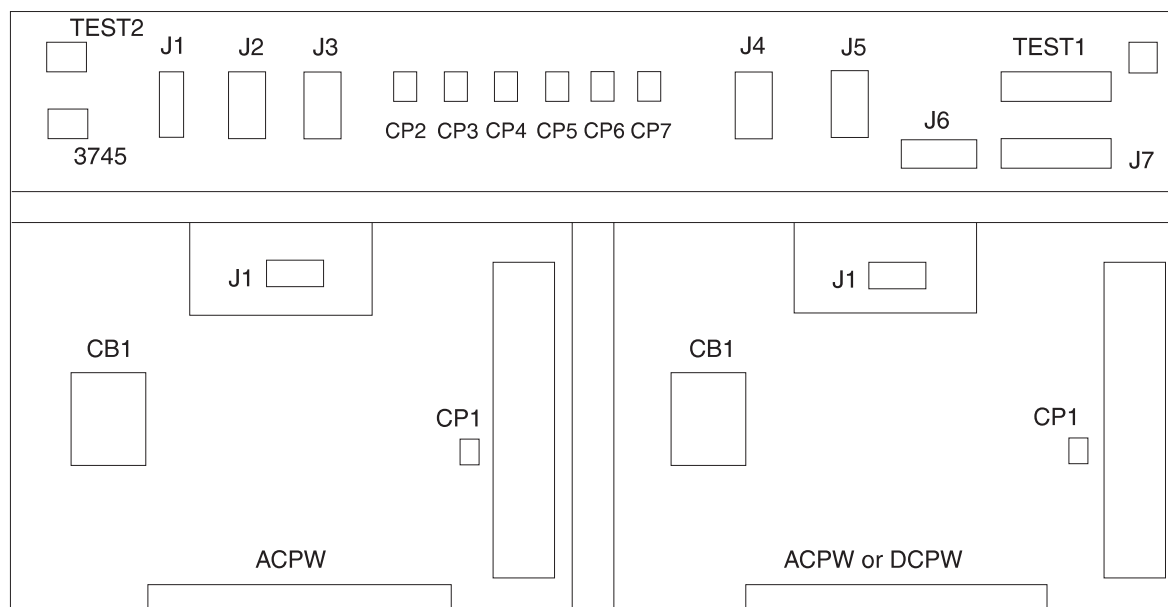 TEST2
J1 J2 J3 J4 J5 TEST1
CP2 CP3 CP4 CP5 CP6 CP7 J6
3745 J7
J1 J1
CB1 CB1
CP1 CP1
ACPW ACPW or DCPW